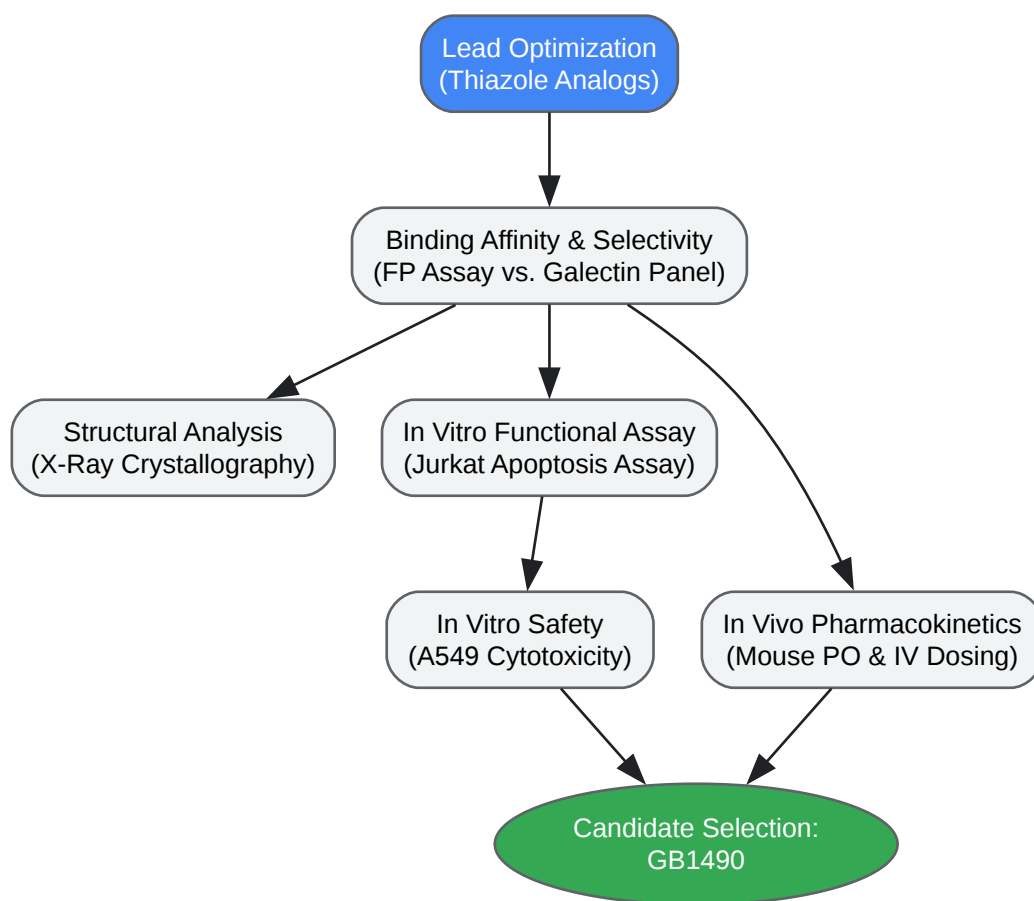 Lead Optimization
(Thiazole Analogs)
Binding Affinity & Selectivity
(FP Assay vs. Galectin Panel)
Structural Analysis
(X-Ray Crystallography)
In Vitro Functional Assay
(Jurkat Apoptosis Assay)
In Vitro Safety
(A549 Cytotoxicity)
In Vivo Pharmacokinetics
(Mouse PO & IV Dosing)
Candidate Selection:
GB1490